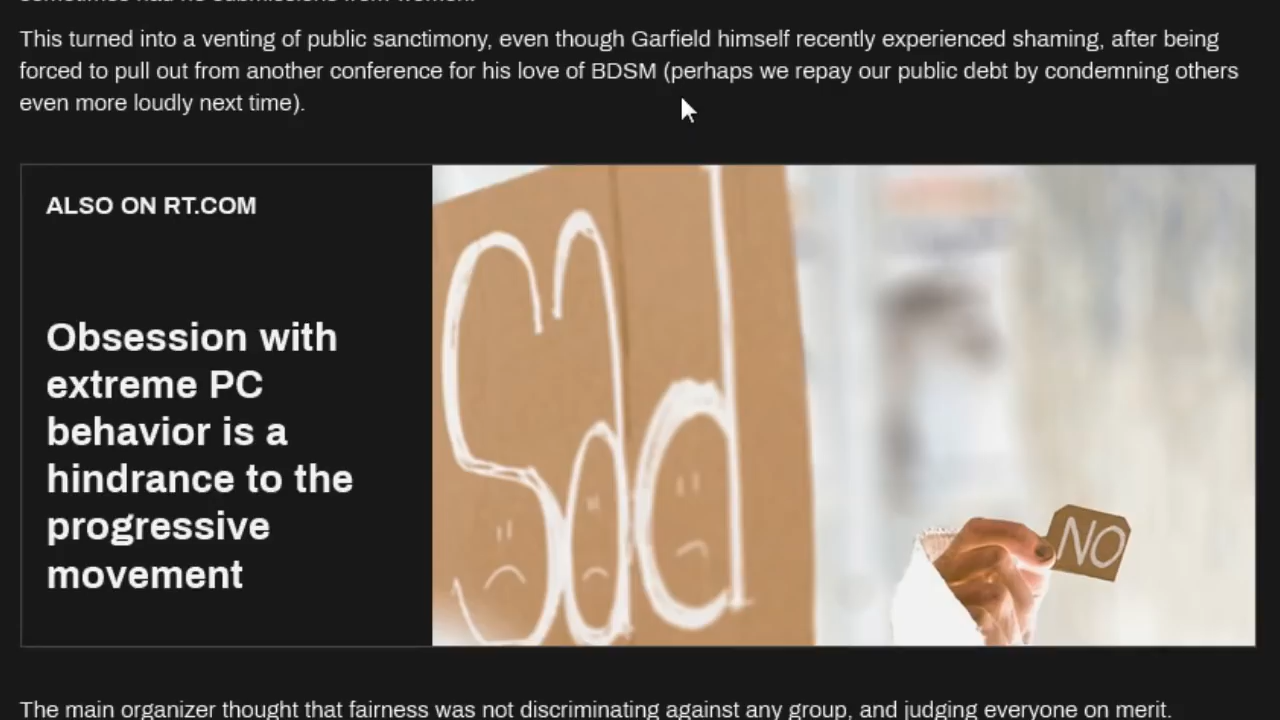 This turned into a venting of public sanctimony, even though Garfield himself recently experienced shaming, after being
forced to pull out from another conference for his love of BDSM (perhaps we repay our public debt by condemning others
even more loudly next time).
ALSO ON RT.COM
Obsession with
extreme PC
behavior is a
hindrance to the
progressive
movement
Sad
NO
The main organizer thought that fairness was not discriminating against any group, and judging everyone on merit.